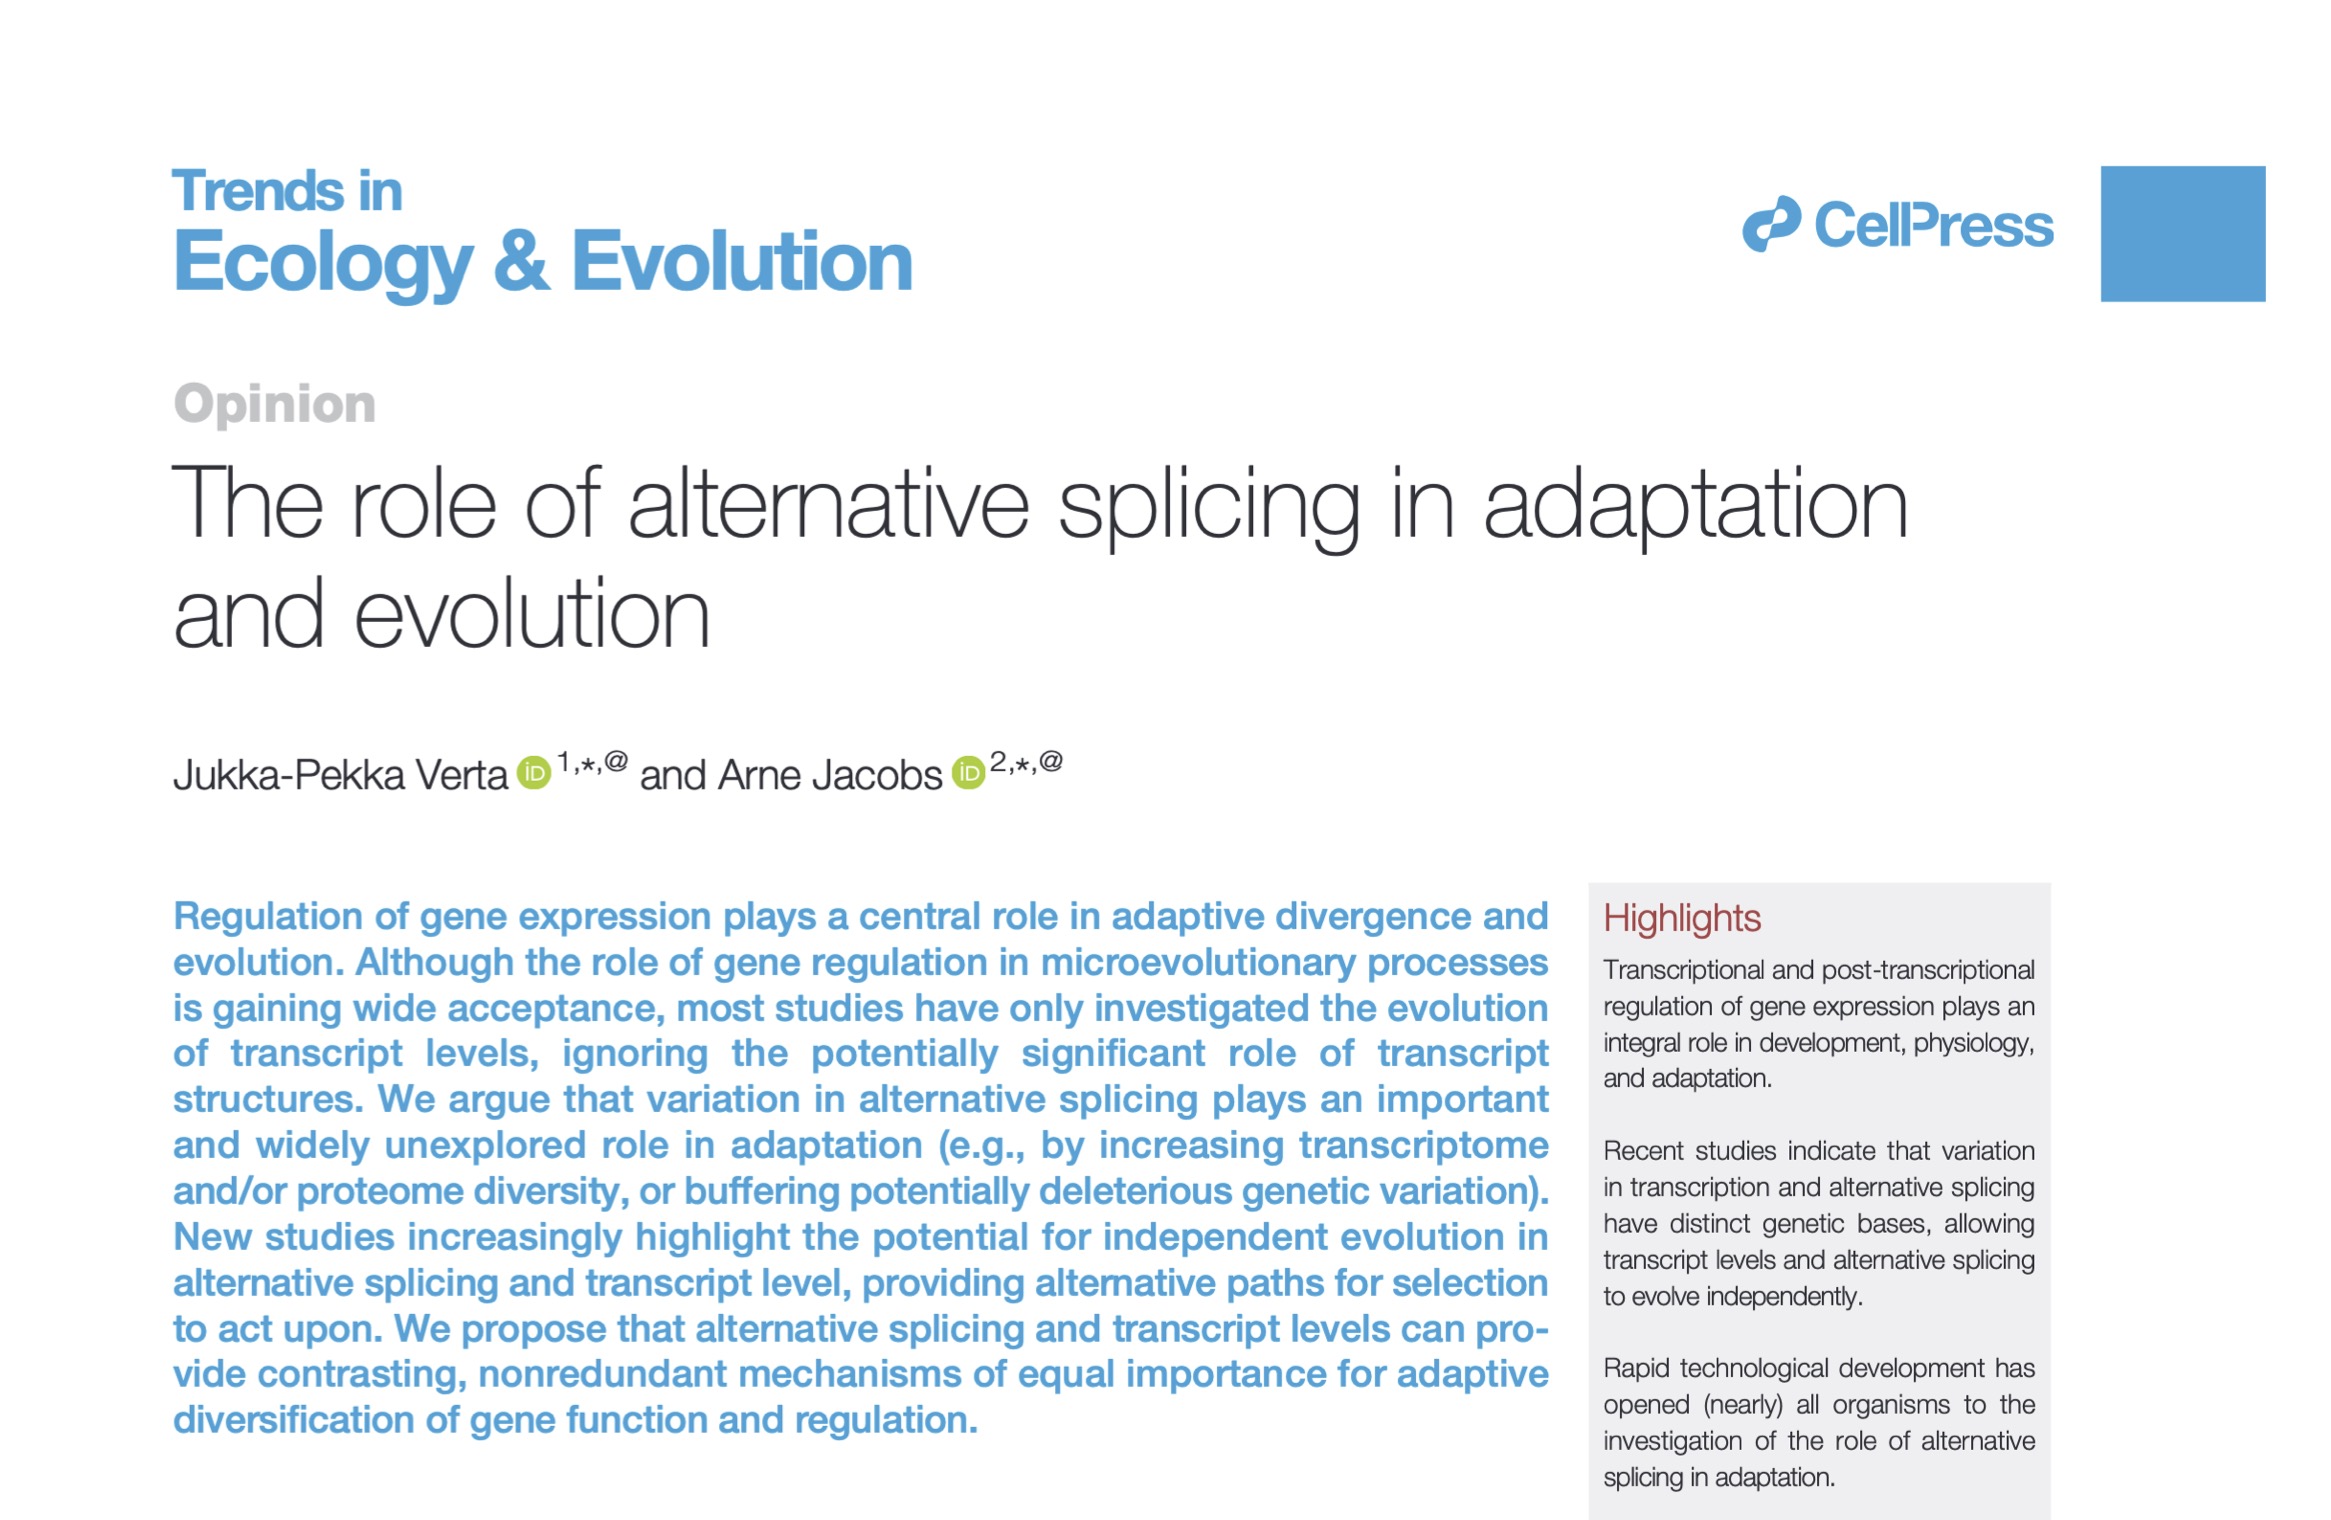 Trends in
Ecology & Evolution
CellPress
Opinion
The role of alternative splicing in adaptation
and evolution
Jukka-Pekka Verta iD 1,*,@ and Arne Jacobs iD 2,*,@
Regulation of gene expression plays a central role in adaptive divergence and
evolution. Although the role of gene regulation in microevolutionary processes
is gaining wide acceptance, most studies have only investigated the evolution
of transcript levels, ignoring the potentially significant role of transcript
structures. We argue that variation in alternative splicing plays an important
and widely unexplored role in adaptation (e.g., by increasing transcriptome
and/or proteome diversity, or buffering potentially deleterious genetic variation).
New studies increasingly highlight the potential for independent evolution in
alternative splicing and transcript level, providing alternative paths for selection
to act upon. We propose that alternative splicing and transcript levels can pro-
vide contrasting, nonredundant mechanisms of equal importance for adaptive
diversification of gene function and regulation.
Highlights
Transcriptional and post-transcriptional
regulation of gene expression plays an
integral role in development, physiology,
and adaptation.
Recent studies indicate that variation
in transcription and alternative splicing
have distinct genetic bases, allowing
transcript levels and alternative splicing
to evolve independently.
Rapid technological development has
opened (nearly) all organisms to the
investigation of the role of alternative
splicing in adaptation.